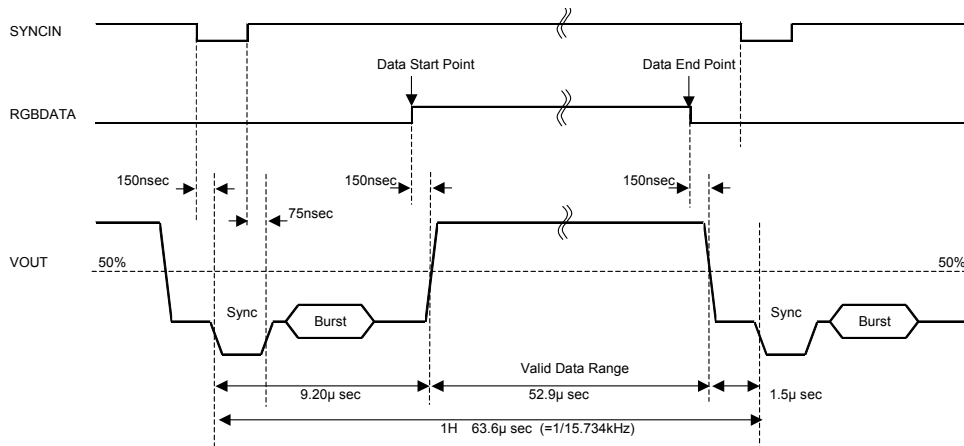 SYNCIN
Data Start Point
Data End Point
RGBDATA
150nsec
150nsec
150nsec
75nsec
VOUT
50%
50%
Sync
Burst
Sync
Burst
Valid Data Range
9.20µ sec
52.9µ sec
1.5µ sec
1H 63.6µ sec (=1/15.734kHz)